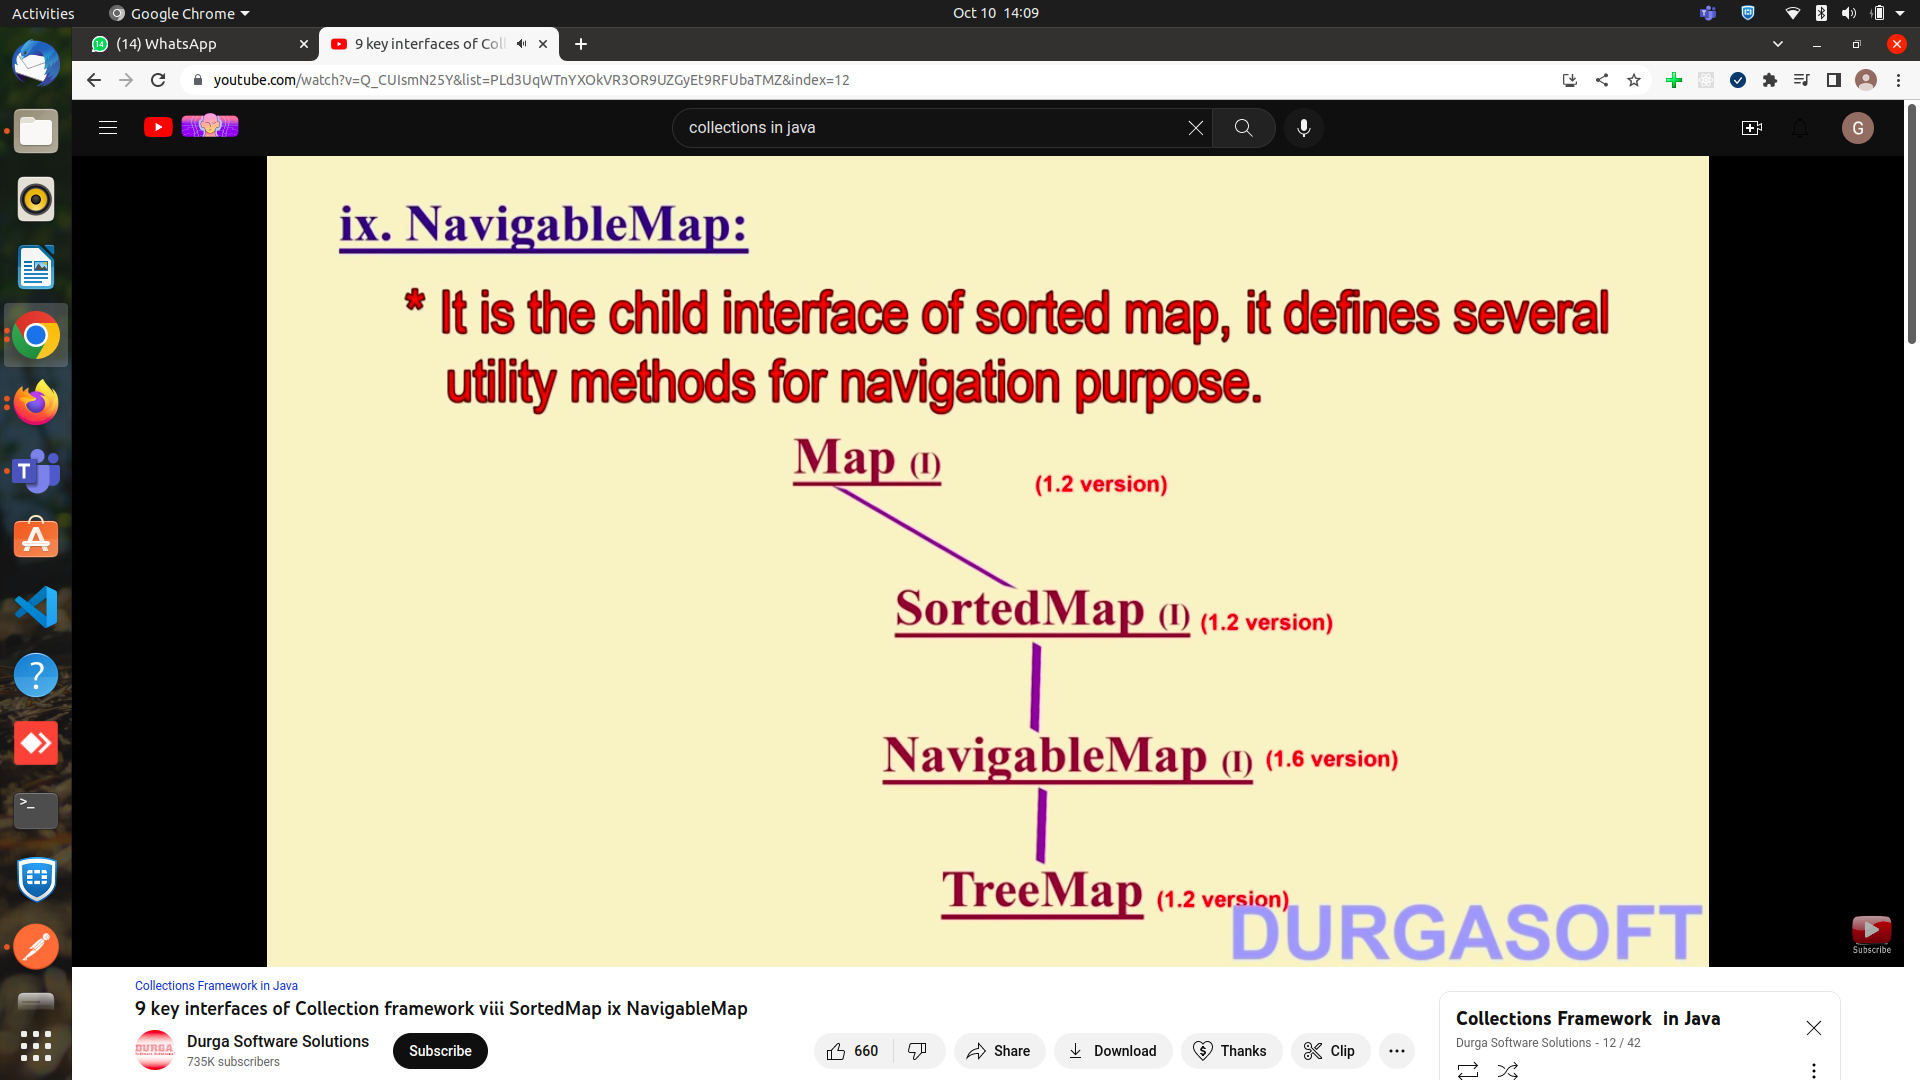 Activities
Google Chrome
Oct 10 14:09
(14) WhatsApp
9 key interfaces of Coll
youtube.com/watch?v=Q_CUIsmN25Y&list=PLd3UqWTnYXOkVR3OR9UZGyEt9RFUbaTMZ&index=12
collections in java
G
ix. NavigableMap:
* It is the child interface of sorted map, it defines several
utility methods for navigation purpose.
Map (I)
(1.2 version)
SortedMap (I) (1.2 version)
NavigableMap (I) (1.6 version)
TreeMap (1.2 version)
DURGASOFT
Subscribe
Collections Framework in Java
9 key interfaces of Collection framework viii SortedMap ix NavigableMap
DURGA
Durga Software Solutions
735K subscribers
Subscribe
660
Share
Download
Thanks
Clip
Collections Framework in Java
Durga Software Solutions - 12 / 42